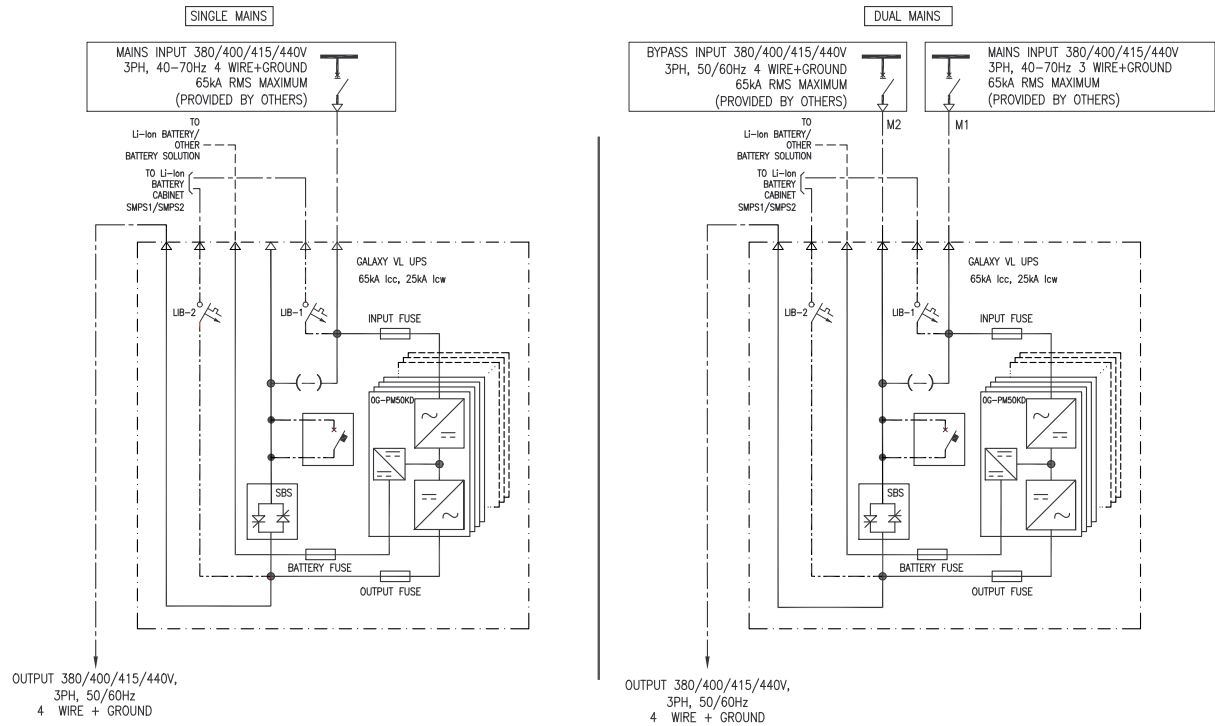 SINGLE MAINS
MAINS INPUT 380/400/415/440V
3PH, 40-70Hz 4 WIRE+GROUND
65kA RMS MAXIMUM
(PROVIDED BY OTHERS)
TO
Li-Ion BATTERY/
OTHER
BATTERY SOLUTION
TO Li-Ion
BATTERY
CABINET
SMPS1/SMPS2
GALAXY VL UPS
65kA Icc, 25kA Icw
LIB-2
LIB-1
INPUT FUSE
OG-PM50KD
SBS
BATTERY FUSE
OUTPUT FUSE
OUTPUT 380/400/415/440V,
3PH, 50/60Hz
4 WIRE + GROUND
DUAL MAINS
BYPASS INPUT 380/400/415/440V
3PH, 50/60Hz 4 WIRE+GROUND
65kA RMS MAXIMUM
(PROVIDED BY OTHERS)
MAINS INPUT 380/400/415/440V
3PH, 40-70Hz 3 WIRE+GROUND
65kA RMS MAXIMUM
(PROVIDED BY OTHERS)
M2
M1
TO
Li-Ion BATTERY/
OTHER
BATTERY SOLUTION
TO Li-Ion
BATTERY
CABINET
SMPS1/SMPS2
GALAXY VL UPS
65kA Icc, 25kA Icw
LIB-2
LIB-1
INPUT FUSE
OG-PM50KD
SBS
BATTERY FUSE
OUTPUT FUSE
OUTPUT 380/400/415/440V,
3PH, 50/60Hz
4 WIRE + GROUND